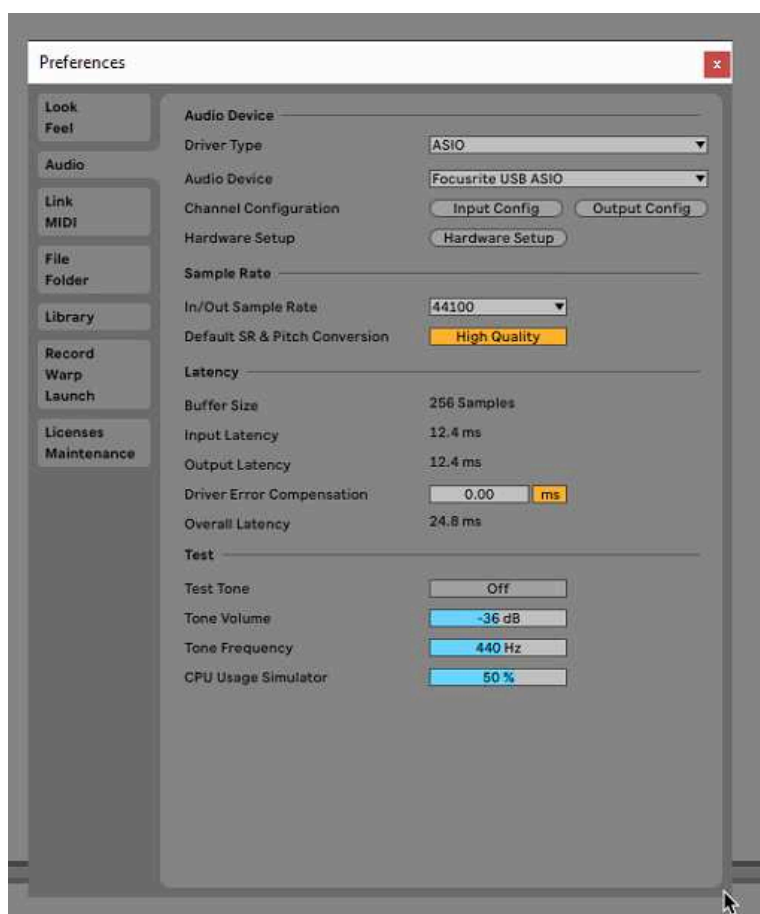 Preferences
x
Look
Feel
Audio
Link
MIDI
File
Folder
Library
Record
Warp
Launch
Licenses
Maintenance
Audio Device
Driver Type ASIO
Audio Device Focusrite USB ASIO
Channel Configuration Input Config Output Config
Hardware Setup Hardware Setup
Sample Rate
In/Out Sample Rate 44100
Default SR & Pitch Conversion High Quality
Latency
Buffer Size 256 Samples
Input Latency 12.4 ms
Output Latency 12.4 ms
Driver Error Compensation 0.00 ms
Overall Latency 24.8 ms
Test
Test Tone Off
Tone Volume -36 dB
Tone Frequency 440 Hz
CPU Usage Simulator 50 %